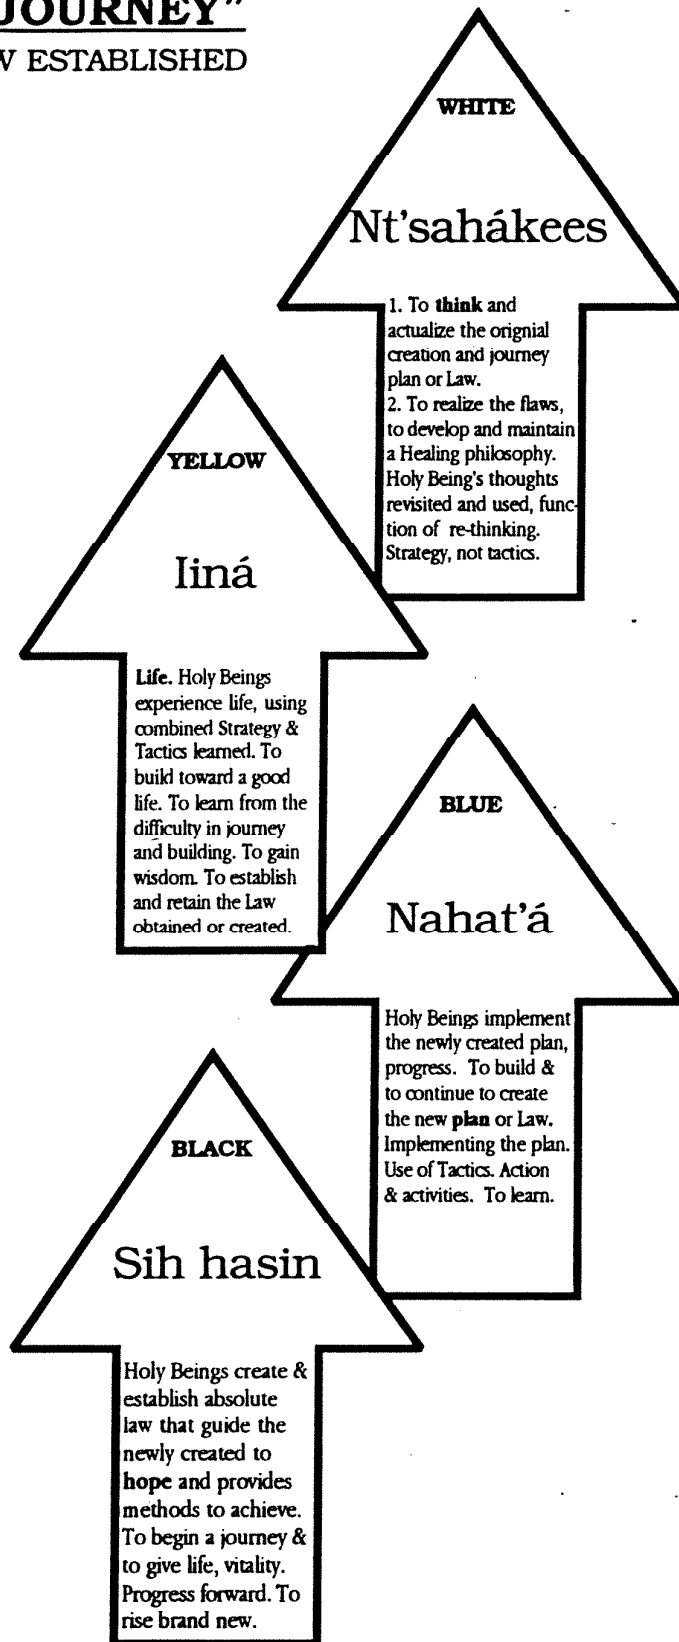 JOURNEY"
ESTABLISHED
WHITE
Nt'sahákees
1. To think and
actualize the orignial
creation and journey
plan or Law.
2. To realize the flaws,
to develop and maintain
a Healing philosophy.
Holy Being's thoughts
revisited and used, func-
tion of re-thinking.
Strategy, not tactics.
YELLOW
Iiná
Life. Holy Beings
experience life, using
combined Strategy &
Tactics learned. To
build toward a good
life. To learn from the
difficulty in journey
and building. To gain
wisdom. To establish
and retain the Law
obtained or created.
BLUE
Nahat'á
Holy Beings implement
the newly created plan,
progress. To build &
to continue to create
the new plan or Law.
Implementing the plan.
Use of Tactics. Action
& activities. To learn.
BLACK
Sih hasin
Holy Beings create &
establish absolute
law that guide the
newly created to
hope and provides
methods to achieve.
To begin a journey &
to give life, vitality.
Progress forward. To
rise brand new.